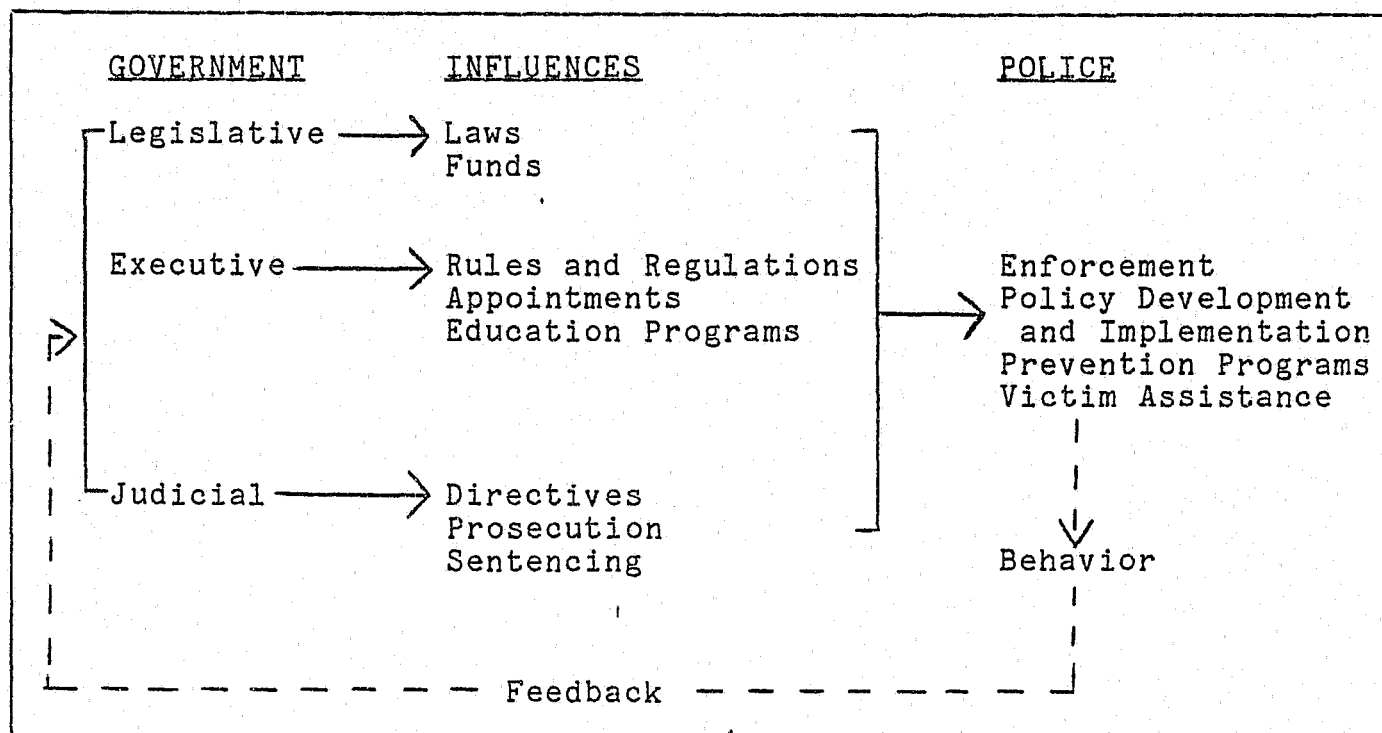 GOVERNMENT INFLUENCES POLICE
Legislative Laws
Funds
Executive Rules and Regulations Enforcement
Appointments Policy Development
Education Programs and Implementation
Prevention Programs
Victim Assistance
Judicial Directives
Prosecution
Sentencing Behavior
Feedback